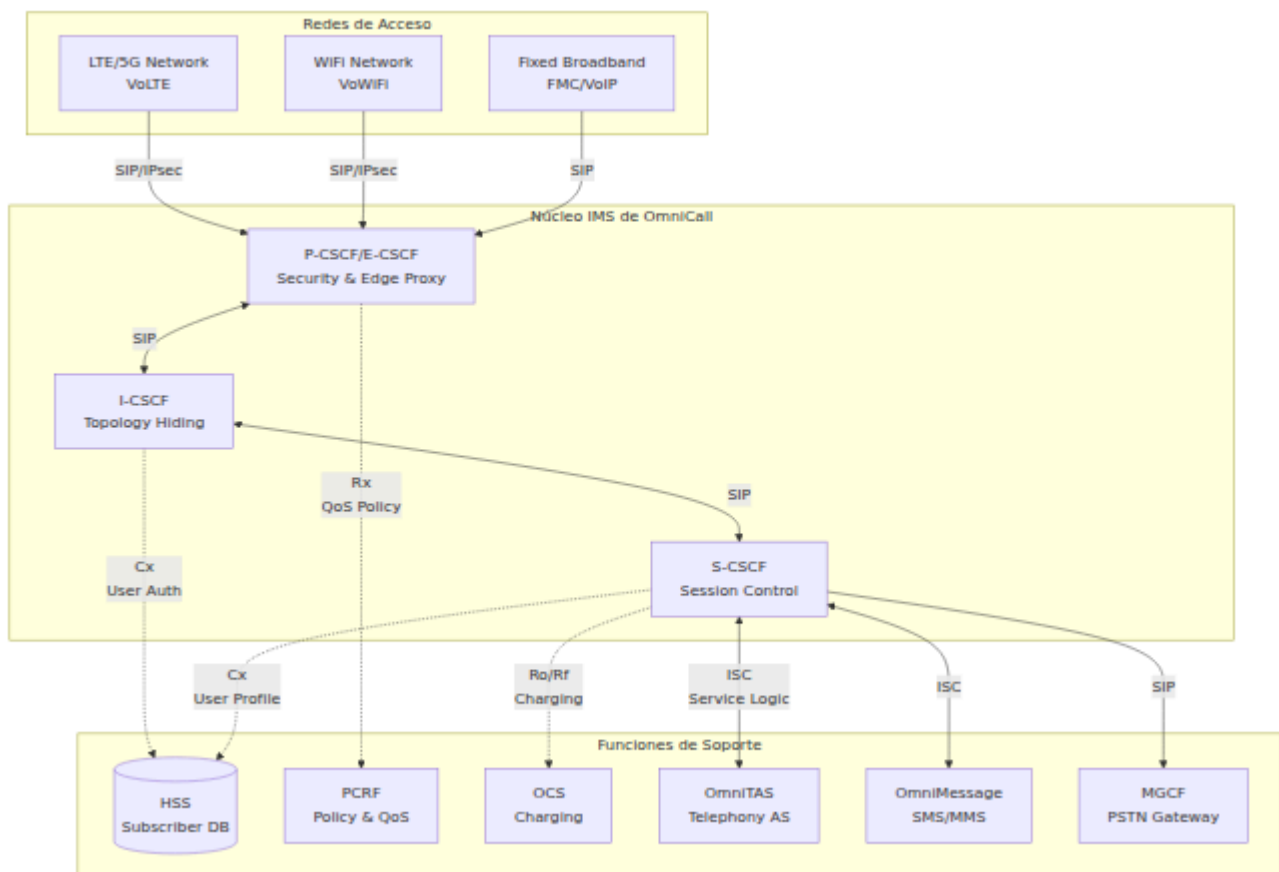 Redes de Acceso
LTE/5G Network
VoLTE
WiFi Network
VoWiFi
Fixed Broadband
FMC/VoIP
SIP/IPsec
SIP/IPsec
SIP
Núcleo IMS de OmniCall
P-CSCF/E-CSCF
Security & Edge Proxy
SIP
I-CSCF
Topology Hiding
Rx
QoS Policy
SIP
Cx
User Auth
S-CSCF
Session Control
Cx
User Profile
Ro/Rf
Charging
ISC
Service Logic
ISC
SIP
Funciones de Soporte
HSS
Subscriber DB
PCRF
Policy & QoS
OCS
Charging
OmniTAS
Telephony AS
OmniMessage
SMS/MMS
MGCF
PSTN Gateway